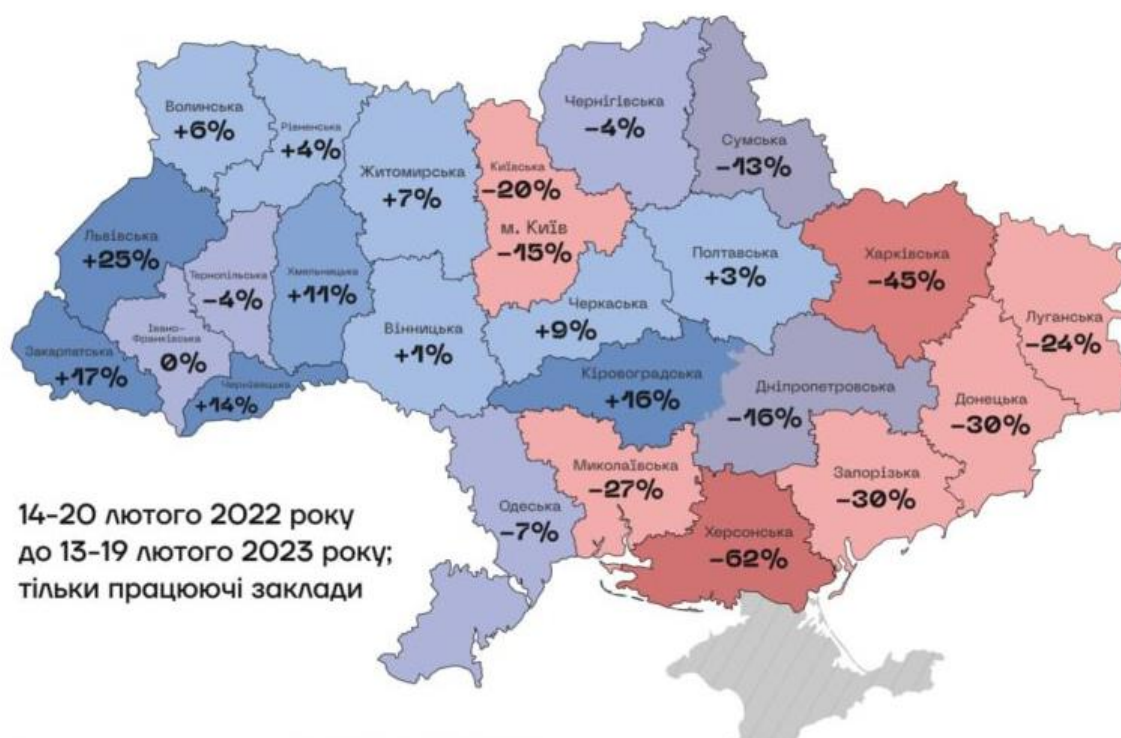 Волинська
+6%
Рівненська
+4%
Житомирська
+7%
Київська
-20%
м. Київ
-15%
Чернігівська
-4%
Сумська
-13%
Львівська
+25%
Тернопільська
-4%
Хмельницька
+11%
Вінницька
+1%
Черкаська
+9%
Полтавська
+3%
Харківська
-45%
Луганська
-24%
Закарпатська
+17%
Івано-
Франківська
0%
Чернівецька
+14%
Кіровоградська
+16%
Дніпропетровська
-16%
Донецька
-30%
Одеська
-7%
Миколаївська
-27%
Херсонська
-62%
Запорізька
-30%
14-20 лютого 2022 року
до 13-19 лютого 2023 року;
тільки працюючі заклади